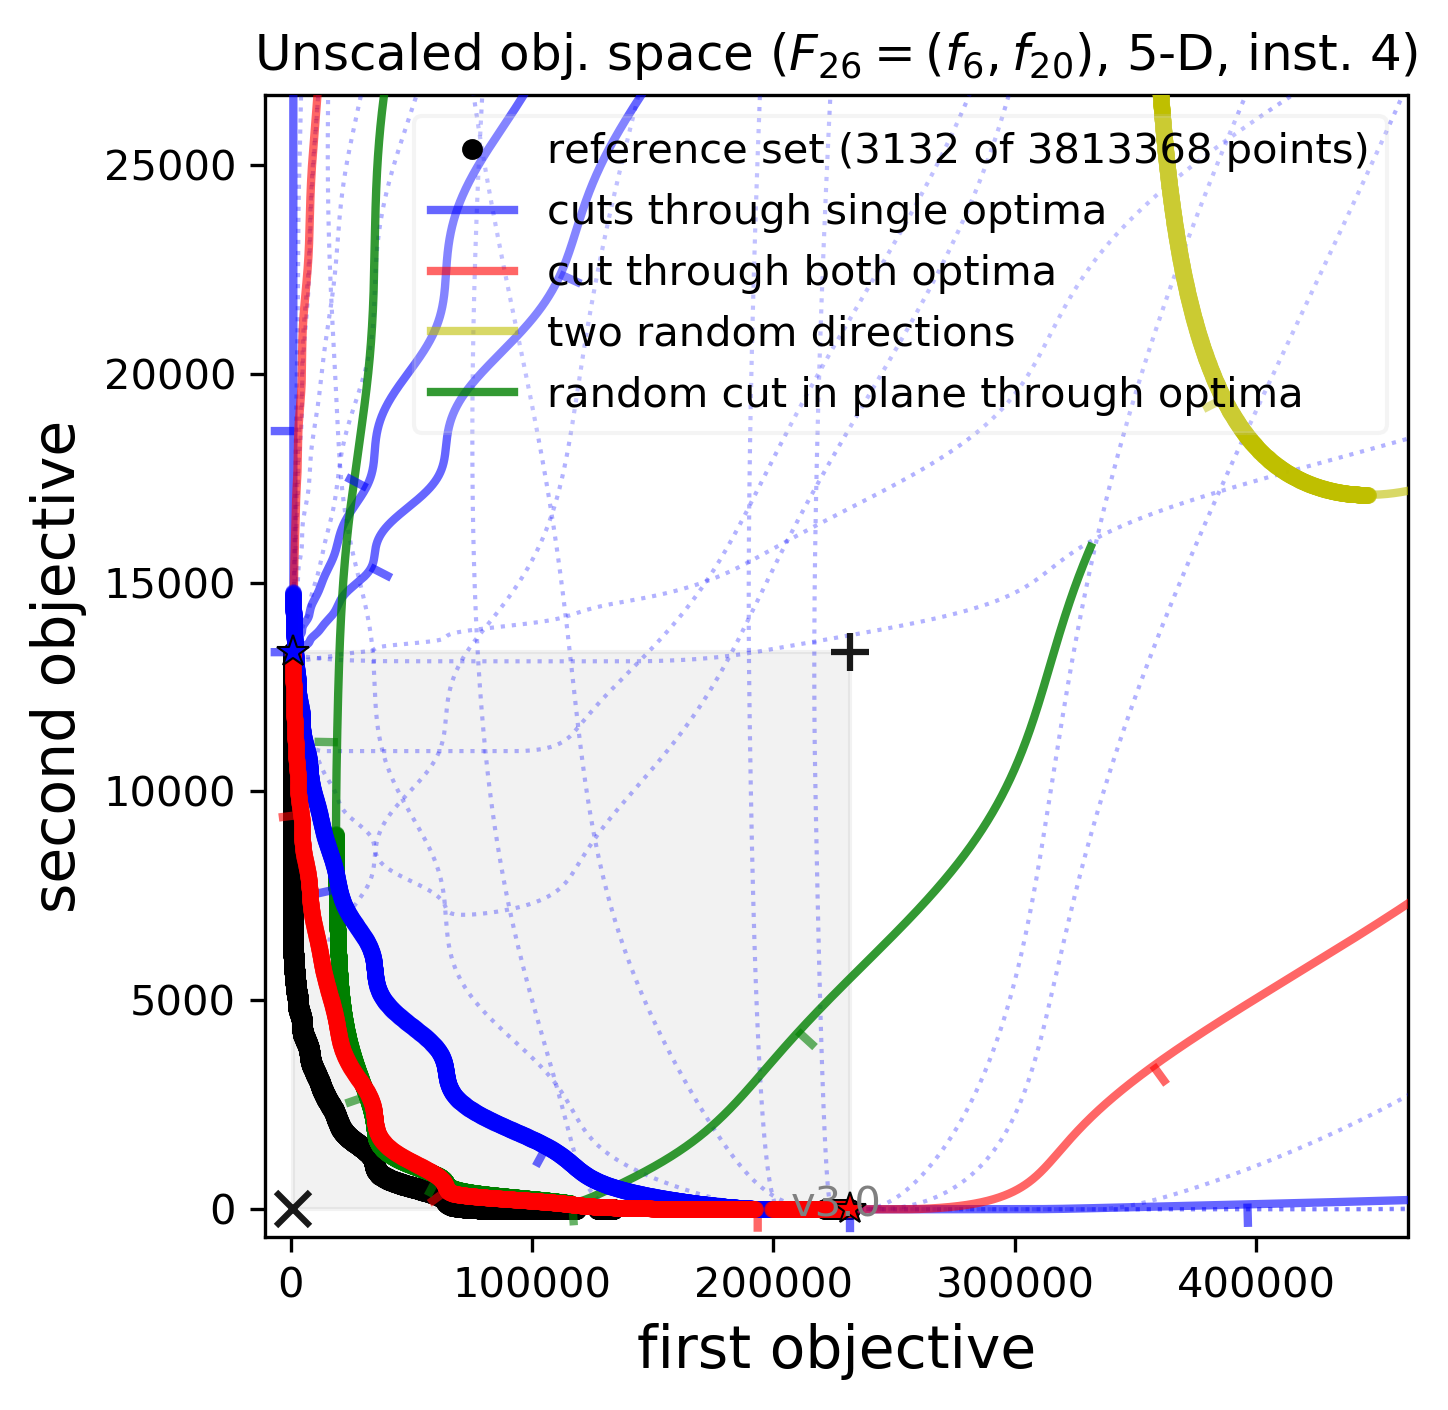 Unscaled obj. space (F₂₆ = (f₆, f₂₀), 5-D, inst. 4)
reference set (3132 of 3813368 points)
cuts through single optima
cut through both optima
two random directions
random cut in plane through optima
25000
20000
15000
10000
5000
0
second objective
v3.0
0
100000
200000
300000
400000
first objective